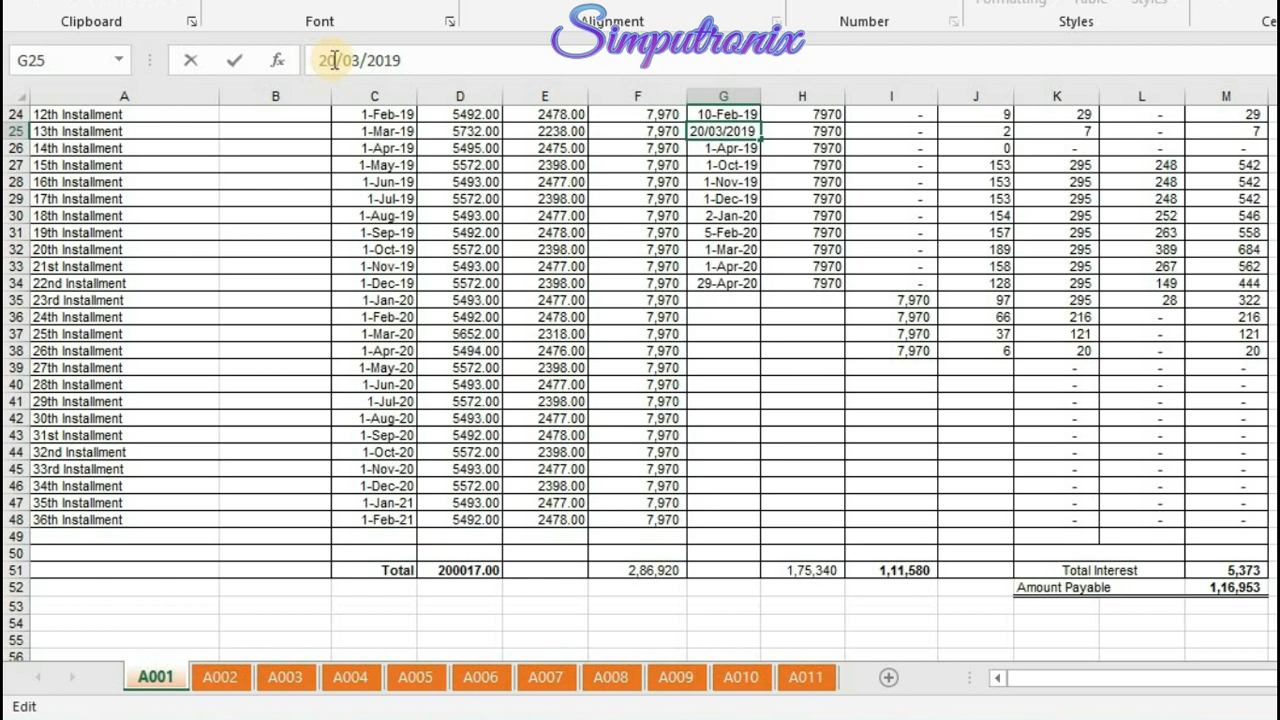 Formatting Table Styles
Clipboard Font Alignment Number Styles
Simputronix
G25 fx 20/03/2019
A B C D E F G H I J K L M
24 12th Installment 1-Feb-19 5492.00 2478.00 7,970 10-Feb-19 7970 - 9 29 - 29
25 13th Installment 1-Mar-19 5732.00 2238.00 7,970 20/03/2019 7970 - 2 7 - 7
26 14th Installment 1-Apr-19 5495.00 2475.00 7,970 1-Apr-19 7970 - 0 - - -
27 15th Installment 1-May-19 5572.00 2398.00 7,970 1-Oct-19 7970 - 153 295 248 542
28 16th Installment 1-Jun-19 5493.00 2477.00 7,970 1-Nov-19 7970 - 153 295 248 542
29 17th Installment 1-Jul-19 5572.00 2398.00 7,970 1-Dec-19 7970 - 153 295 248 542
30 18th Installment 1-Aug-19 5493.00 2477.00 7,970 2-Jan-20 7970 - 154 295 252 546
31 19th Installment 1-Sep-19 5492.00 2477.00 7,970 5-Feb-20 7970 - 157 295 263 558
32 20th Installment 1-Oct-19 5572.00 2398.00 7,970 1-Mar-20 7970 - 189 295 389 684
33 21st Installment 1-Nov-19 5493.00 2477.00 7,970 1-Apr-20 7970 - 158 295 267 562
34 22nd Installment 1-Dec-19 5572.00 2398.00 7,970 29-Apr-20 7970 - 128 295 149 444
35 23rd Installment 1-Jan-20 5493.00 2477.00 7,970 7,970 97 295 28 322
36 24th Installment 1-Feb-20 5492.00 2477.00 7,970 7,970 66 216 - 216
37 25th Installment 1-Mar-20 5652.00 2318.00 7,970 7,970 37 121 - 121
38 26th Installment 1-Apr-20 5494.00 2476.00 7,970 7,970 6 20 - 20
39 27th Installment 1-May-20 5572.00 2398.00 7,970 - - -
40 28th Installment 1-Jun-20 5493.00 2477.00 7,970 - - -
41 29th Installment 1-Jul-20 5572.00 2398.00 7,970 - - -
42 30th Installment 1-Aug-20 5493.00 2477.00 7,970 - - -
43 31st Installment 1-Sep-20 5492.00 2478.00 7,970 - - -
44 32nd Installment 1-Oct-20 5572.00 2398.00 7,970 - - -
45 33rd Installment 1-Nov-20 5493.00 2477.00 7,970 - - -
46 34th Installment 1-Dec-20 5572.00 2398.00 7,970 - - -
47 35th Installment 1-Jan-21 5493.00 2477.00 7,970 - - -
48 36th Installment 1-Feb-21 5492.00 2478.00 7,970 - - -
49
50
51 Total 200017.00 2,86,920 1,75,340 1,11,580 Total Interest 5,373
52 Amount Payable 1,16,953
53
54
55
56
A001 A002 A003 A004 A005 A006 A007 A008 A009 A010 A011
Edit